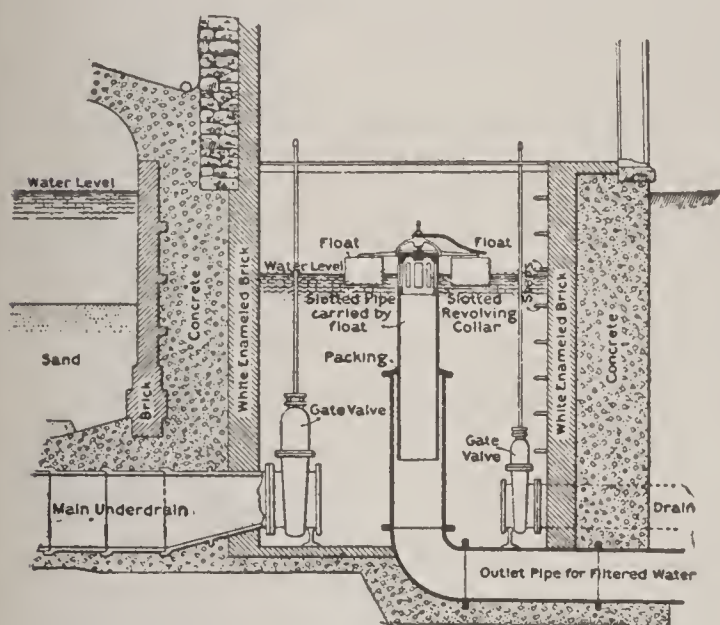 Water Level
Float
Float
Water Level
Steps
Slotted Pipe
carried by
float
Slotted
Revolving
Collar
Concrete
White Enameled Brick
White Enameled Brick
Concrete
Packing
Sand
Brick
Gate Valve
Gate
Valve
Main Underdrain
Drain
Outlet Pipe for Filtered Water